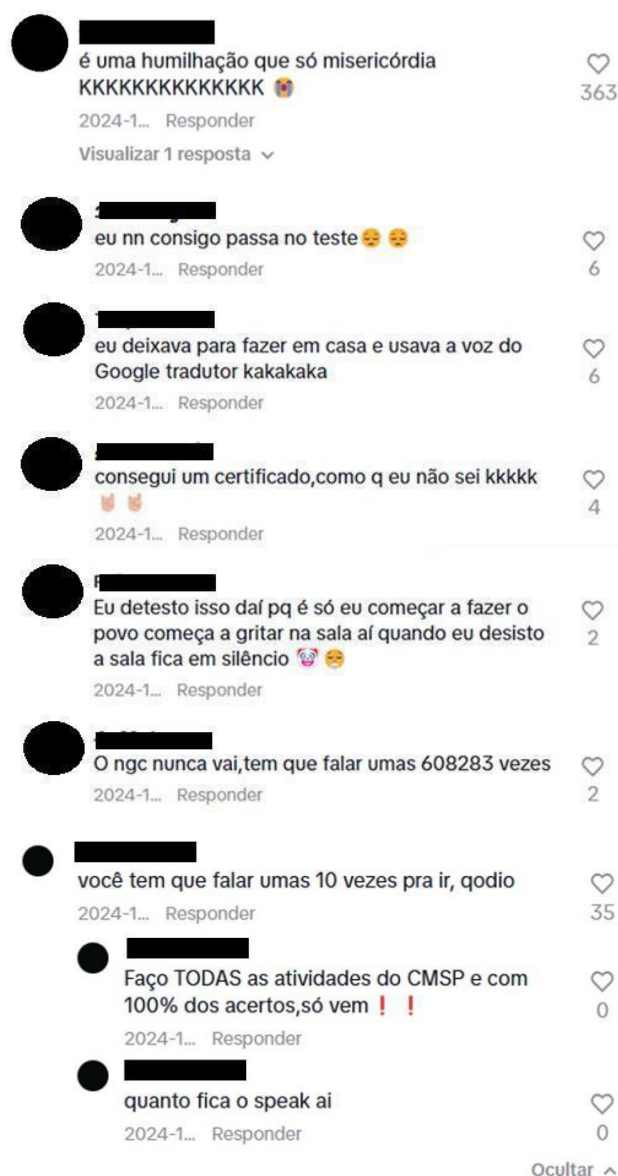 é uma humilhação que só misericórdia
KKKKKKKKKKKKKK 😭
363
2024-1... Responder
Visualizar 1 resposta
eu nn consigo passa no teste😔 😔
2024-1... Responder
6
eu deixava para fazer em casa e usava a voz do
Google tradutor kakakaka
6
2024-1... Responder
consegui um certificado,como q eu não sei kkkkk
🤘🏼 🤘🏼
4
2024-1... Responder
Eu detesto isso daí pq é só eu começar a fazer o
povo começa a gritar na sala aí quando eu desisto
2
a sala fica em silêncio 🤡 😤
2024-1... Responder
O ngc nunca vai,tem que falar umas 608283 vezes
2024-1... Responder
2
você tem que falar umas 10 vezes pra ir, qodio
2024-1... Responder
35
Faço TODAS as atividades do CMSP e com
100% dos acertos,só vem❗ ❗
0
2024-1... Responder
quanto fica o speak ai
2024-1... Responder
0
Ocultar